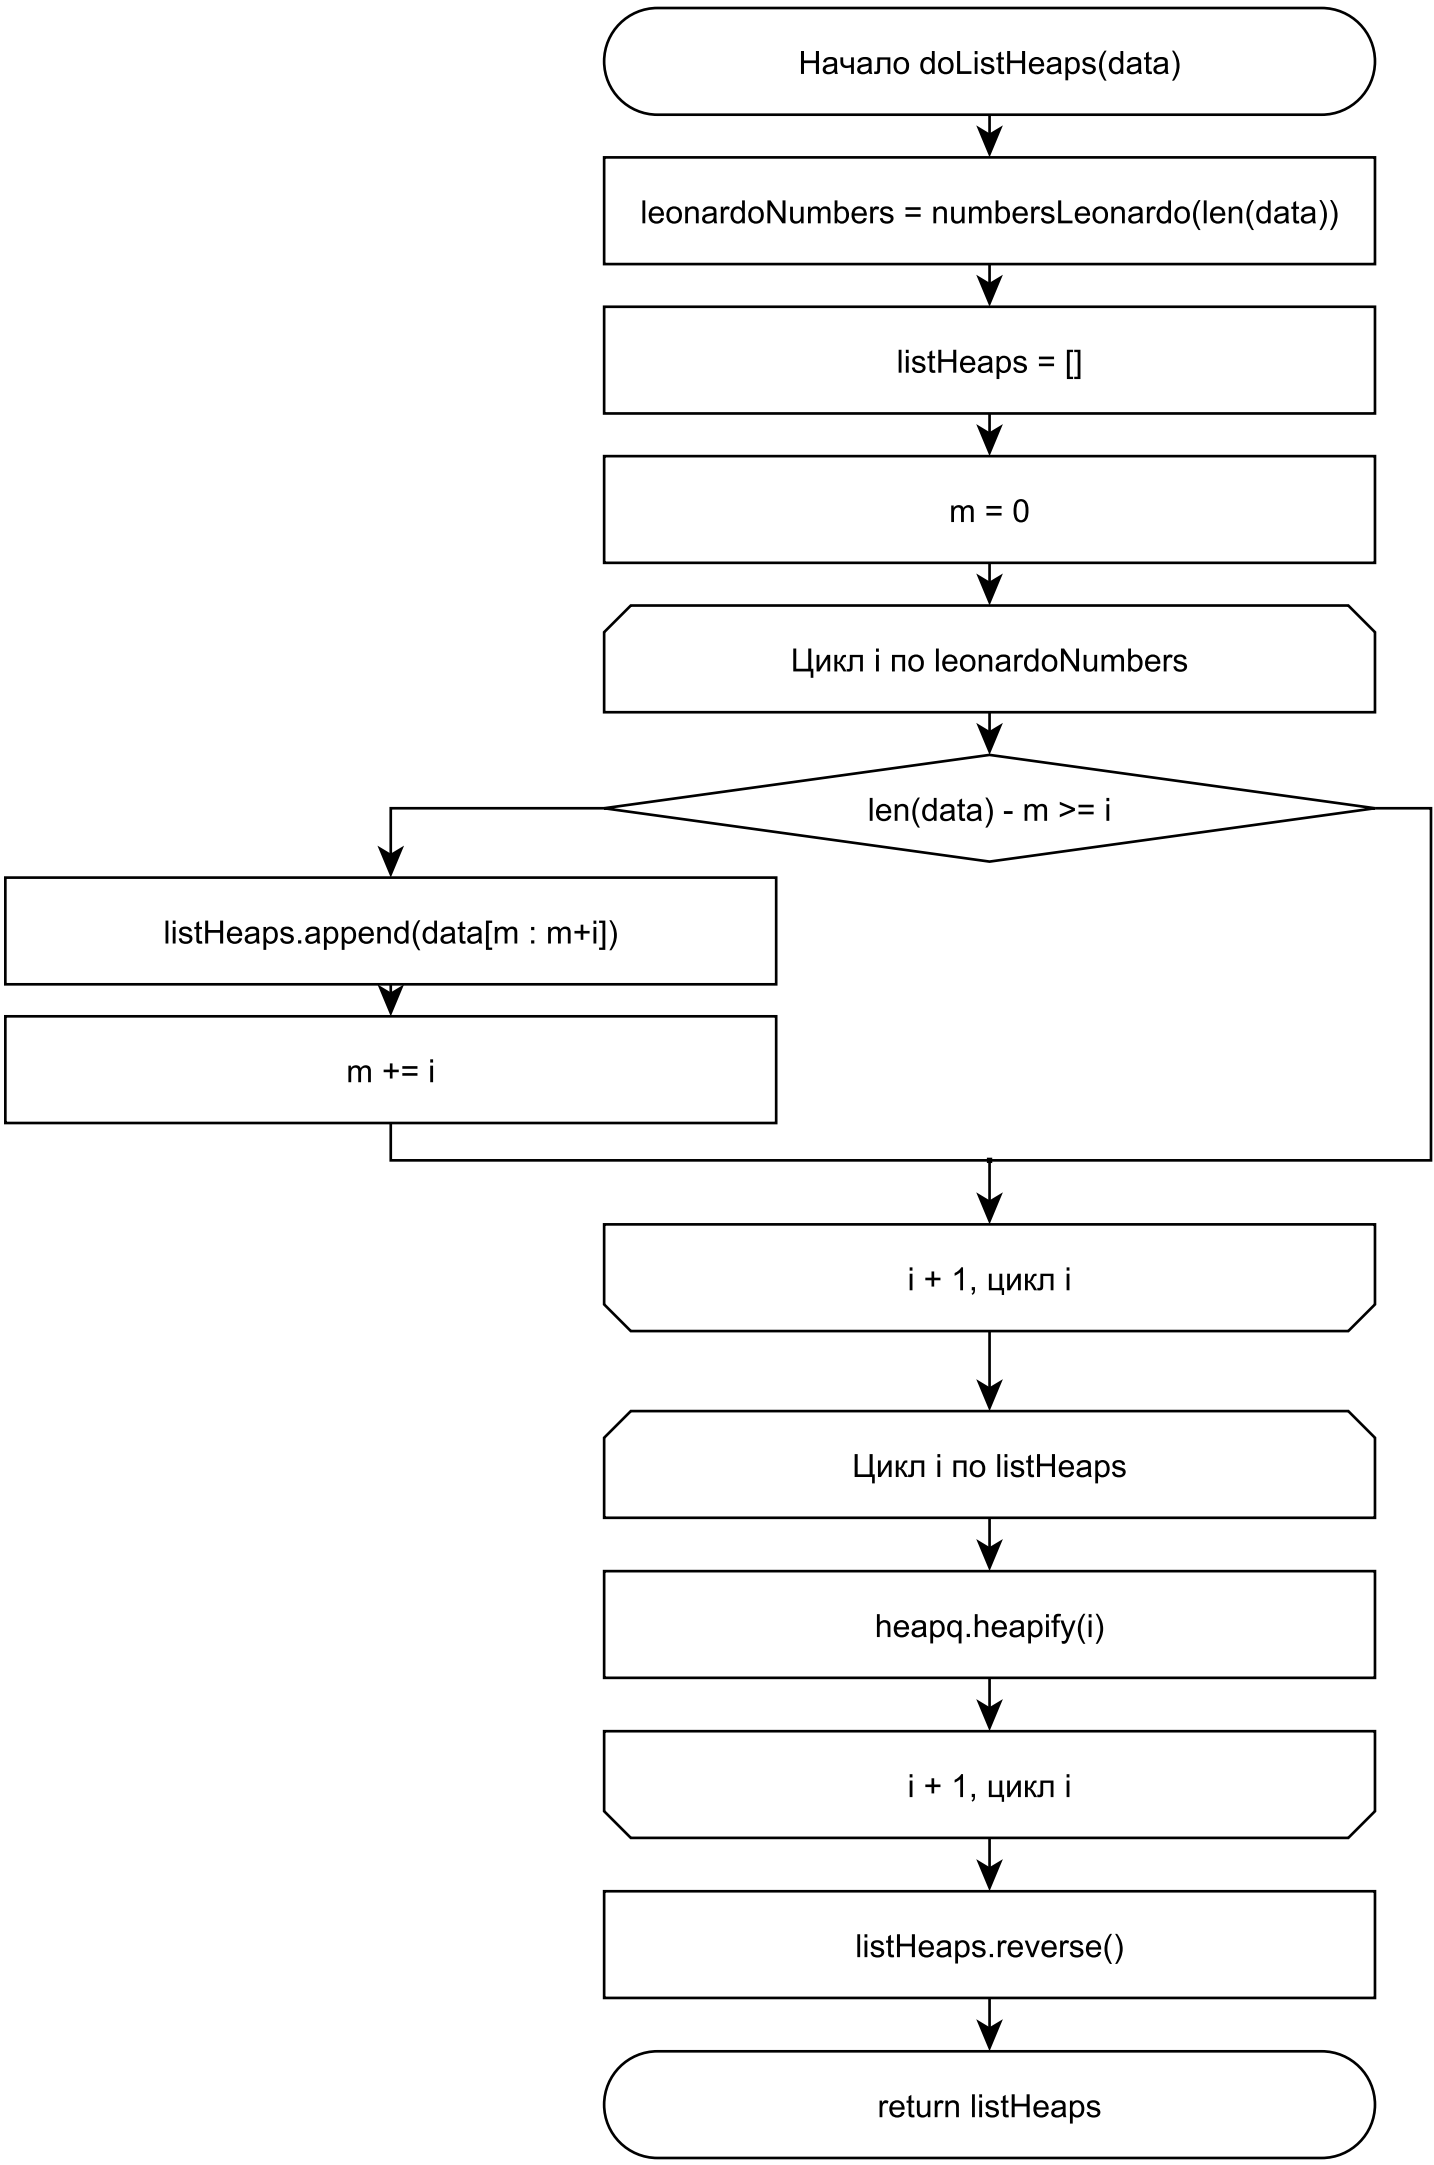 Начало doListHeaps(data)
leonardoNumbers = numbersLeonardo(len(data))
listHeaps = []
m = 0
Цикл i по leonardoNumbers
len(data) - m >= i
listHeaps.append(data[m : m+i])
m += i
i + 1, цикл i
Цикл i по listHeaps
heapq.heapify(i)
i + 1, цикл i
listHeaps.reverse()
return listHeaps